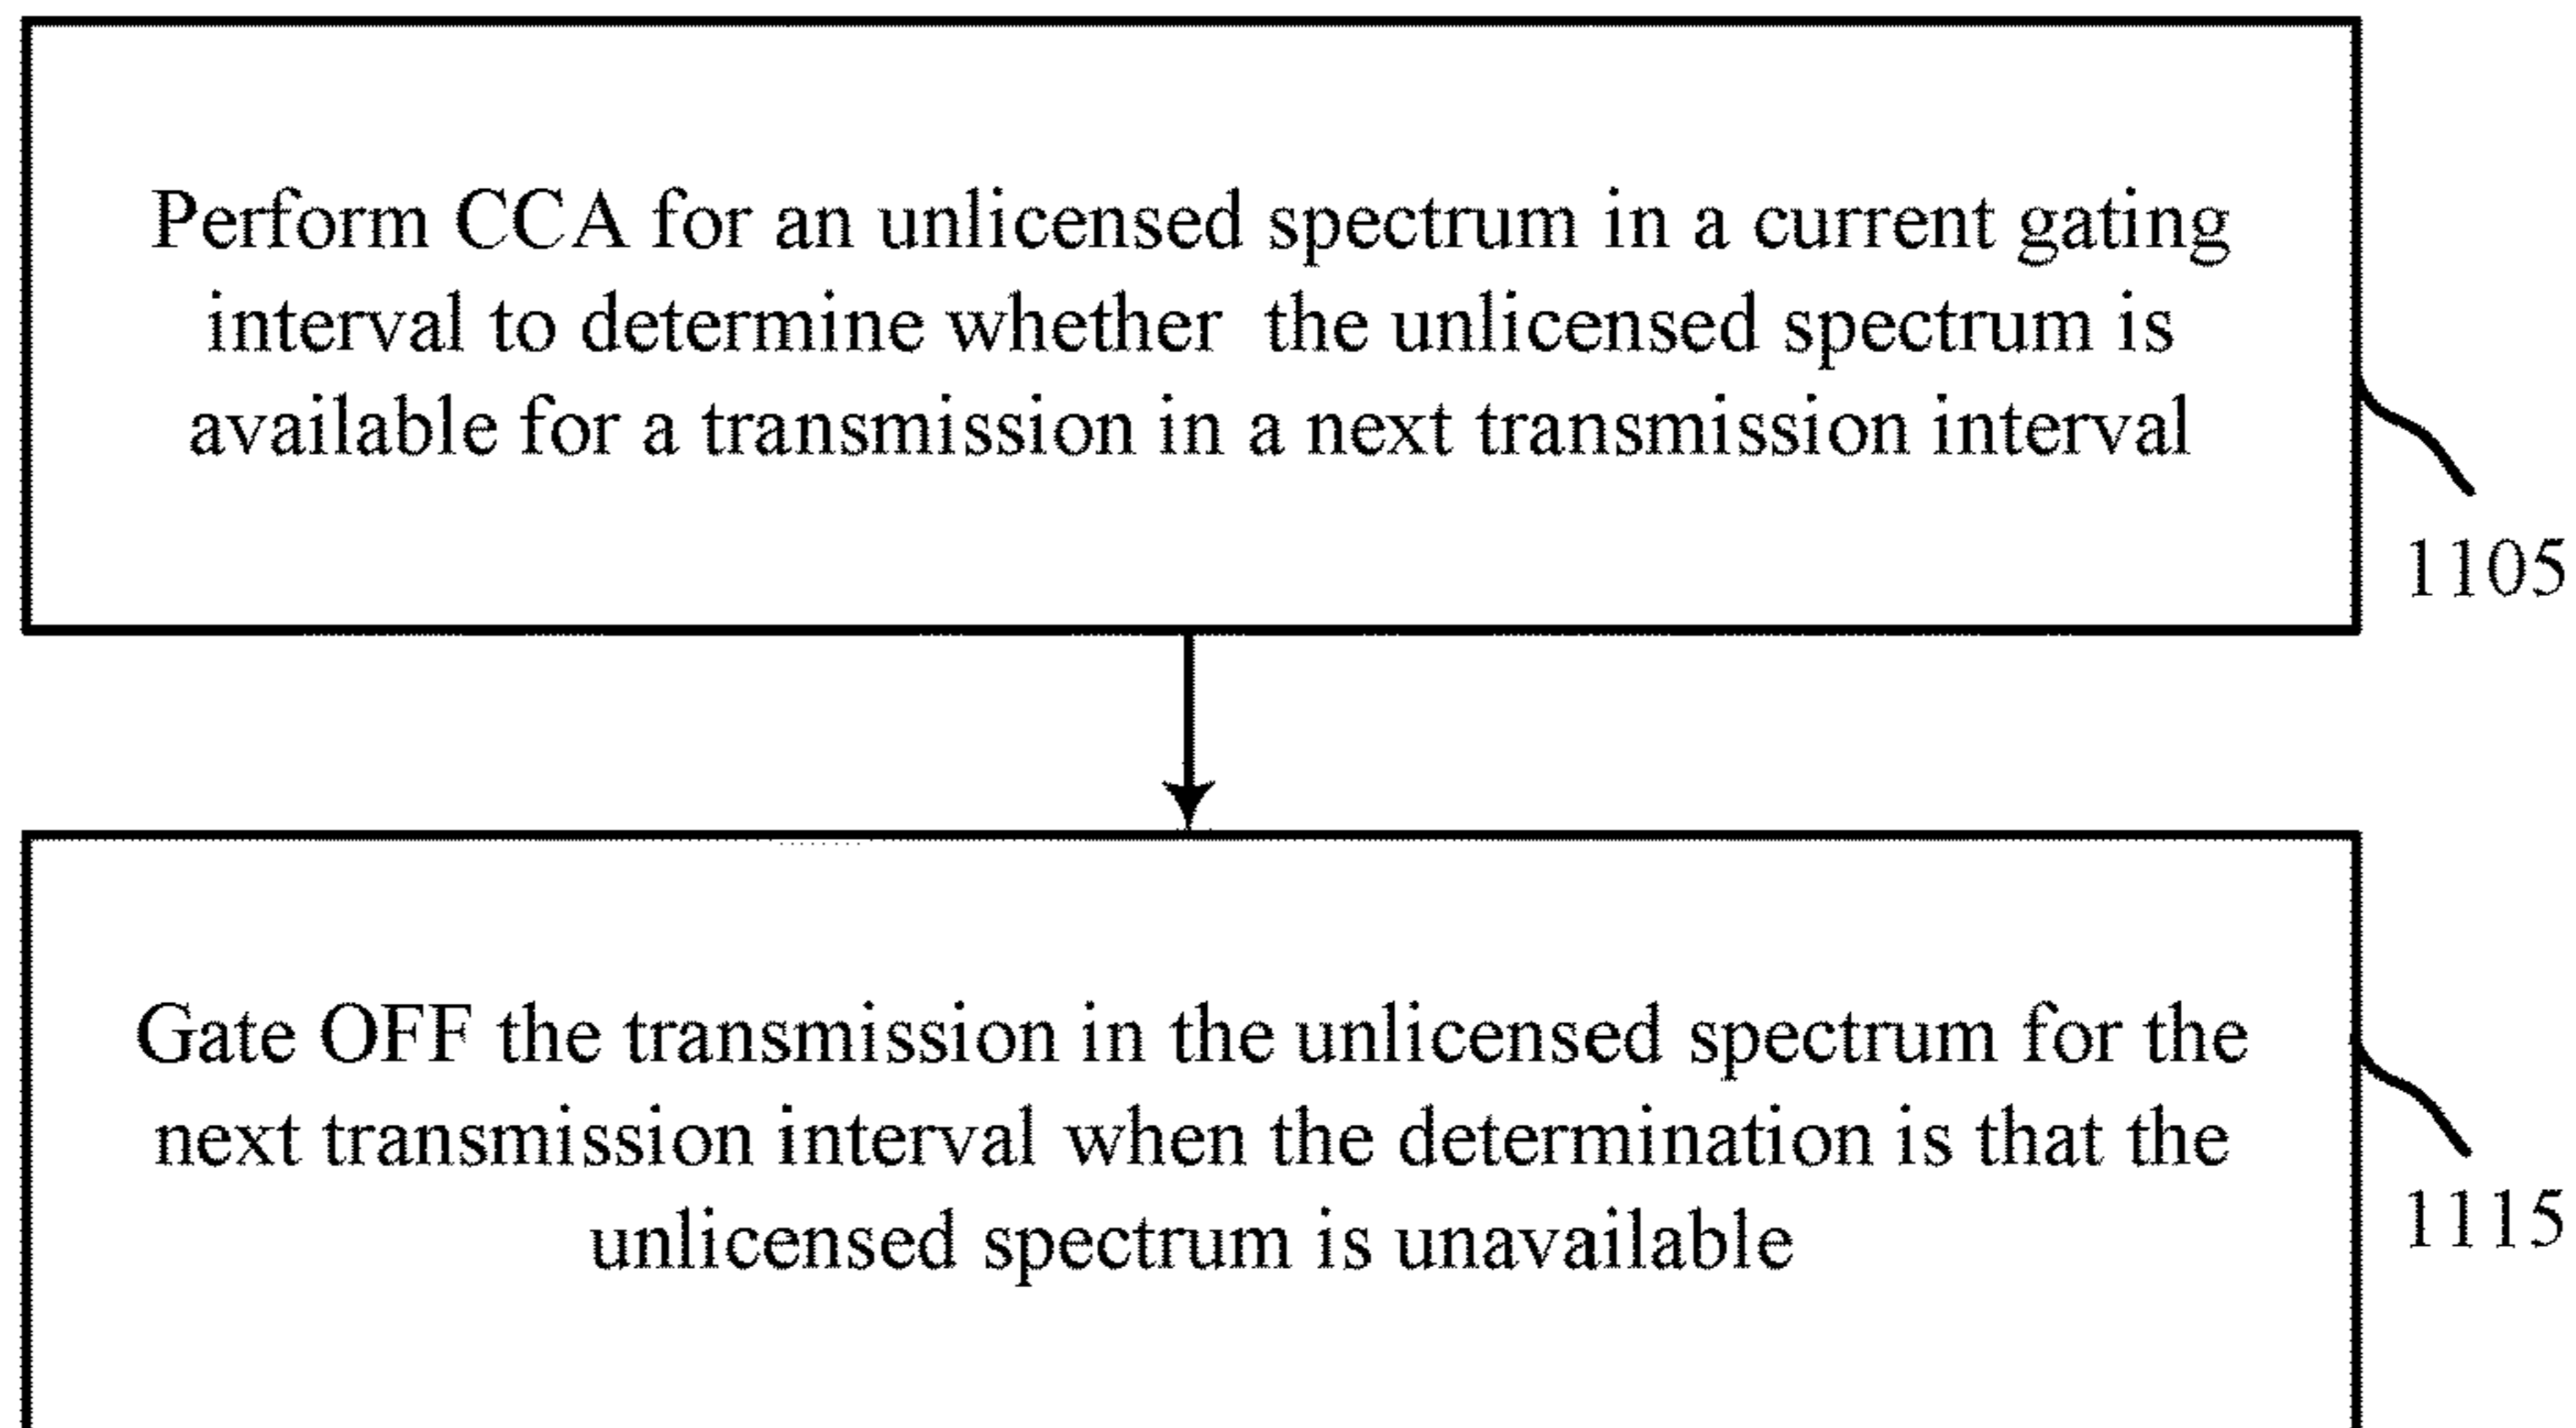 Perform CCA for an unlicensed spectrum in a current gating
interval to determine whether the unlicensed spectrum is
available for a transmission in a next transmission interval
1105
Gate OFF the transmission in the unlicensed spectrum for the
next transmission interval when the determination is that the
unlicensed spectrum is unavailable
1115